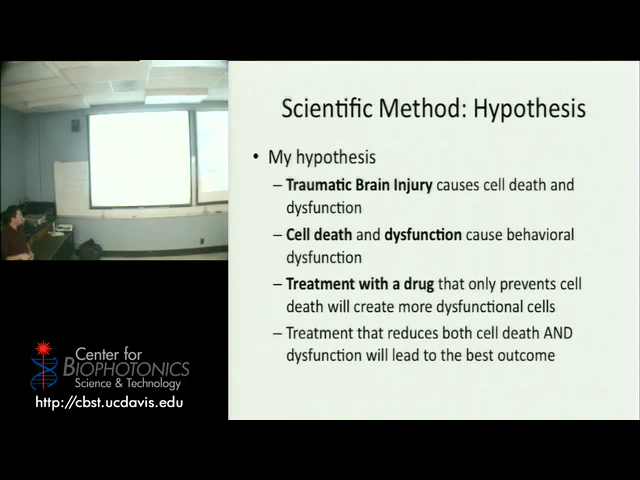 Scientific Method: Hypothesis
• My hypothesis
– Traumatic Brain Injury causes cell death and
dysfunction
– Cell death and dysfunction cause behavioral
dysfunction
– Treatment with a drug that only prevents cell
death will create more dysfunctional cells
– Treatment that reduces both cell death AND
dysfunction will lead to the best outcome
Center for
BIOPHOTONICS
Science & Technology
http://cbst.ucdavis.edu